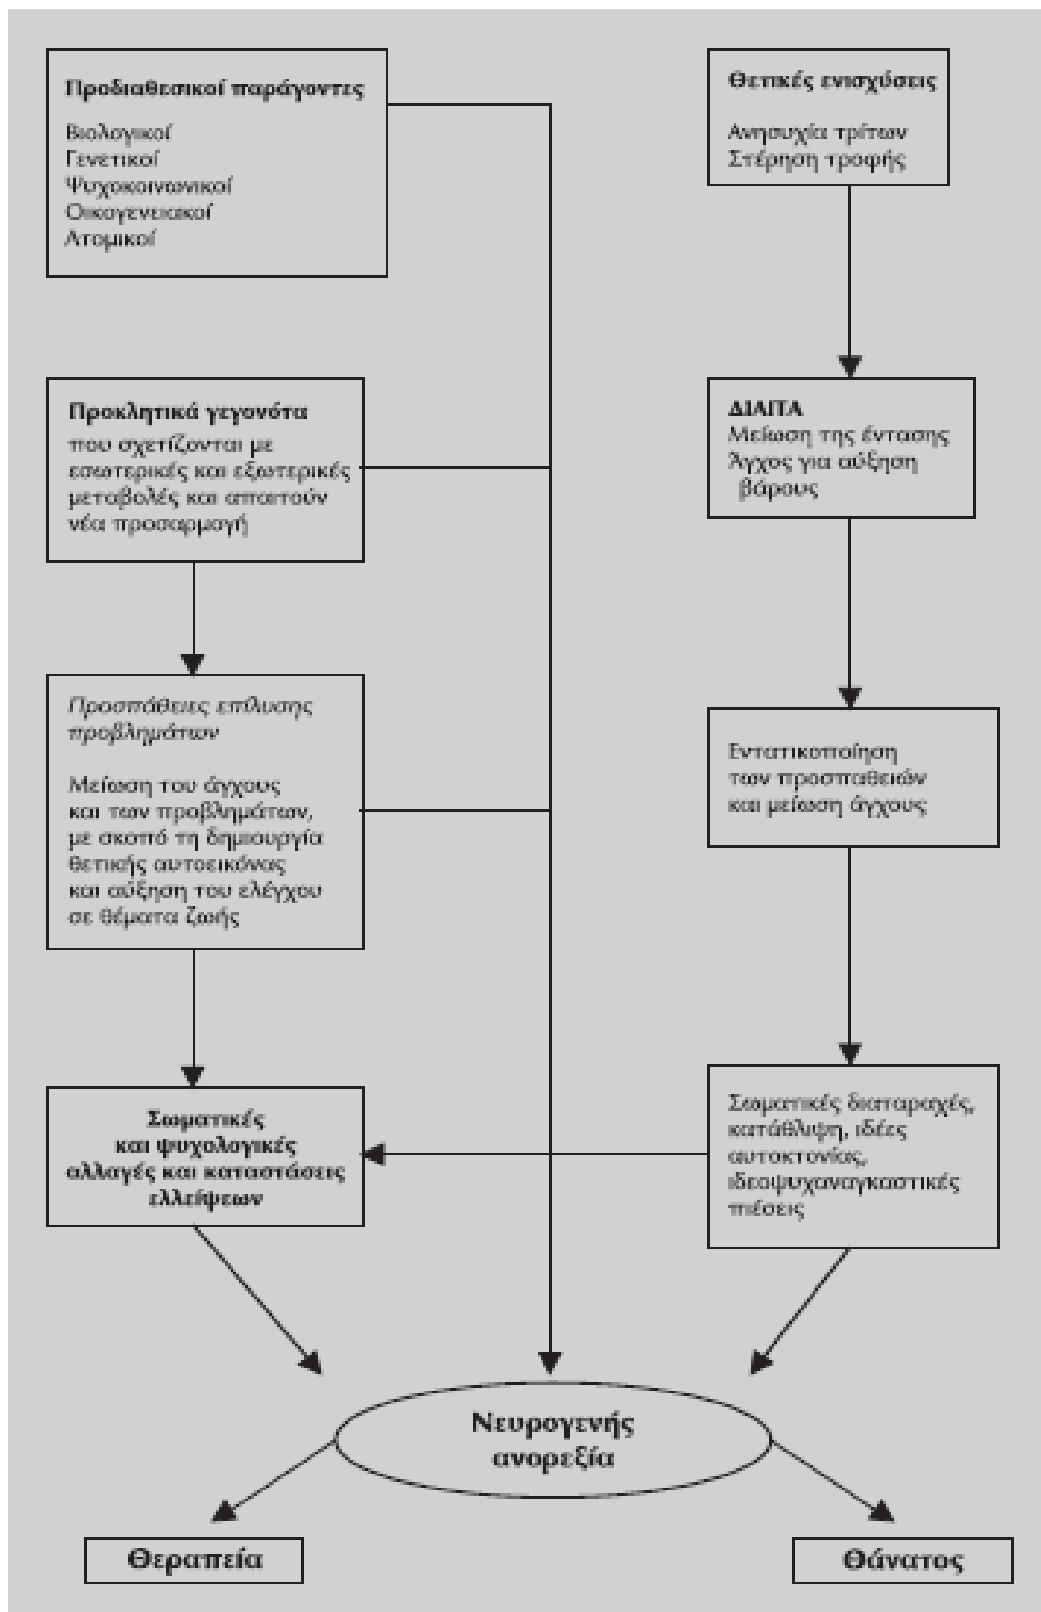 Προδιαθεσικοί παράγοντες
Βιολογικοί
Γενετικοί
Ψυχοκοινωνικοί
Οικογενειακοί
Ατομικοί
Προκλητικά γεγονότα
που σχετίζονται με
εσωτερικές και εξωτερικές
μεταβολές και απαιτούν
νέα προσαρμογή
Προσπάθειες επίλυσης
προβλημάτων
Μείωση του άγχους
και των προβλημάτων,
με σκοπό τη δημιουργία
θετικής αυτοεικόνας
και αύξηση του ελέγχου
σε θέματα ζωής
Σωματικές
και ψυχολογικές
αλλαγές και καταστάσεις
ελλείψεων
Θετικές ενισχύσεις
Ανησυχία τρίτων
Στέρηση τροφής
ΔΙΑΙΤΑ
Μείωση της έντασης
Άγχος για αύξηση
βάρους
Εντατικοποίηση
των προσπαθειών
και μείωση άγχους
Σωματικές διαταραχές,
κατάθλιψη, ιδέες
αυτοκτονίας,
ιδεοψυχαναγκαστικές
πιέσεις
Νευρογενής
ανορεξία
Θεραπεία
Θάνατος